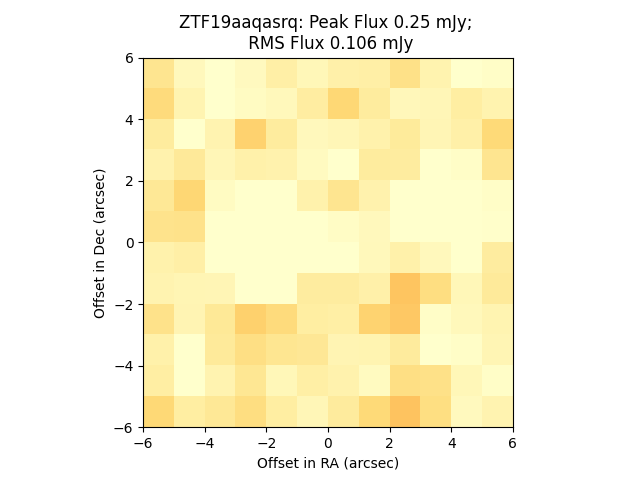 ZTF19aaqasrq: Peak Flux 0.25 mJy;
RMS Flux 0.106 mJy
6
4
2
0
−2
−4
−6
Offset in Dec (arcsec)
−6 −4 −2 0 2 4 6
Offset in RA (arcsec)